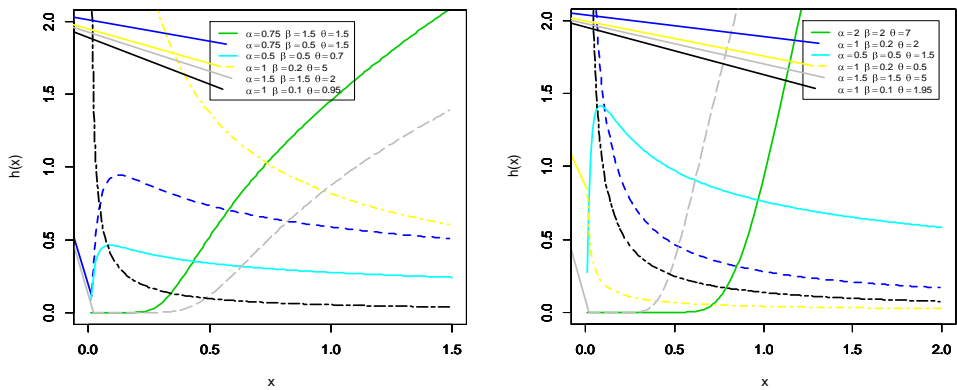 α=0.75 β=1.5 θ=1.5
α=0.75 β=0.5 θ=1.5
α=0.5 β=0.5 θ=0.7
α=1 β=0.2 θ=5
α=1.5 β=1.5 θ=2
α=1 β=0.1 θ=0.95
h(x)
2.0
1.5
1.0
0.5
0.0
0.0 0.5 1.0 1.5
x
α=2 β=2 θ=7
α=1 β=0.2 θ=2
α=0.5 β=0.5 θ=1.5
α=1 β=0.2 θ=0.5
α=1.5 β=1.5 θ=5
α=1 β=0.1 θ=1.95
h(x)
2.0
1.5
1.0
0.5
0.0
0.0 0.5 1.0 1.5 2.0
x